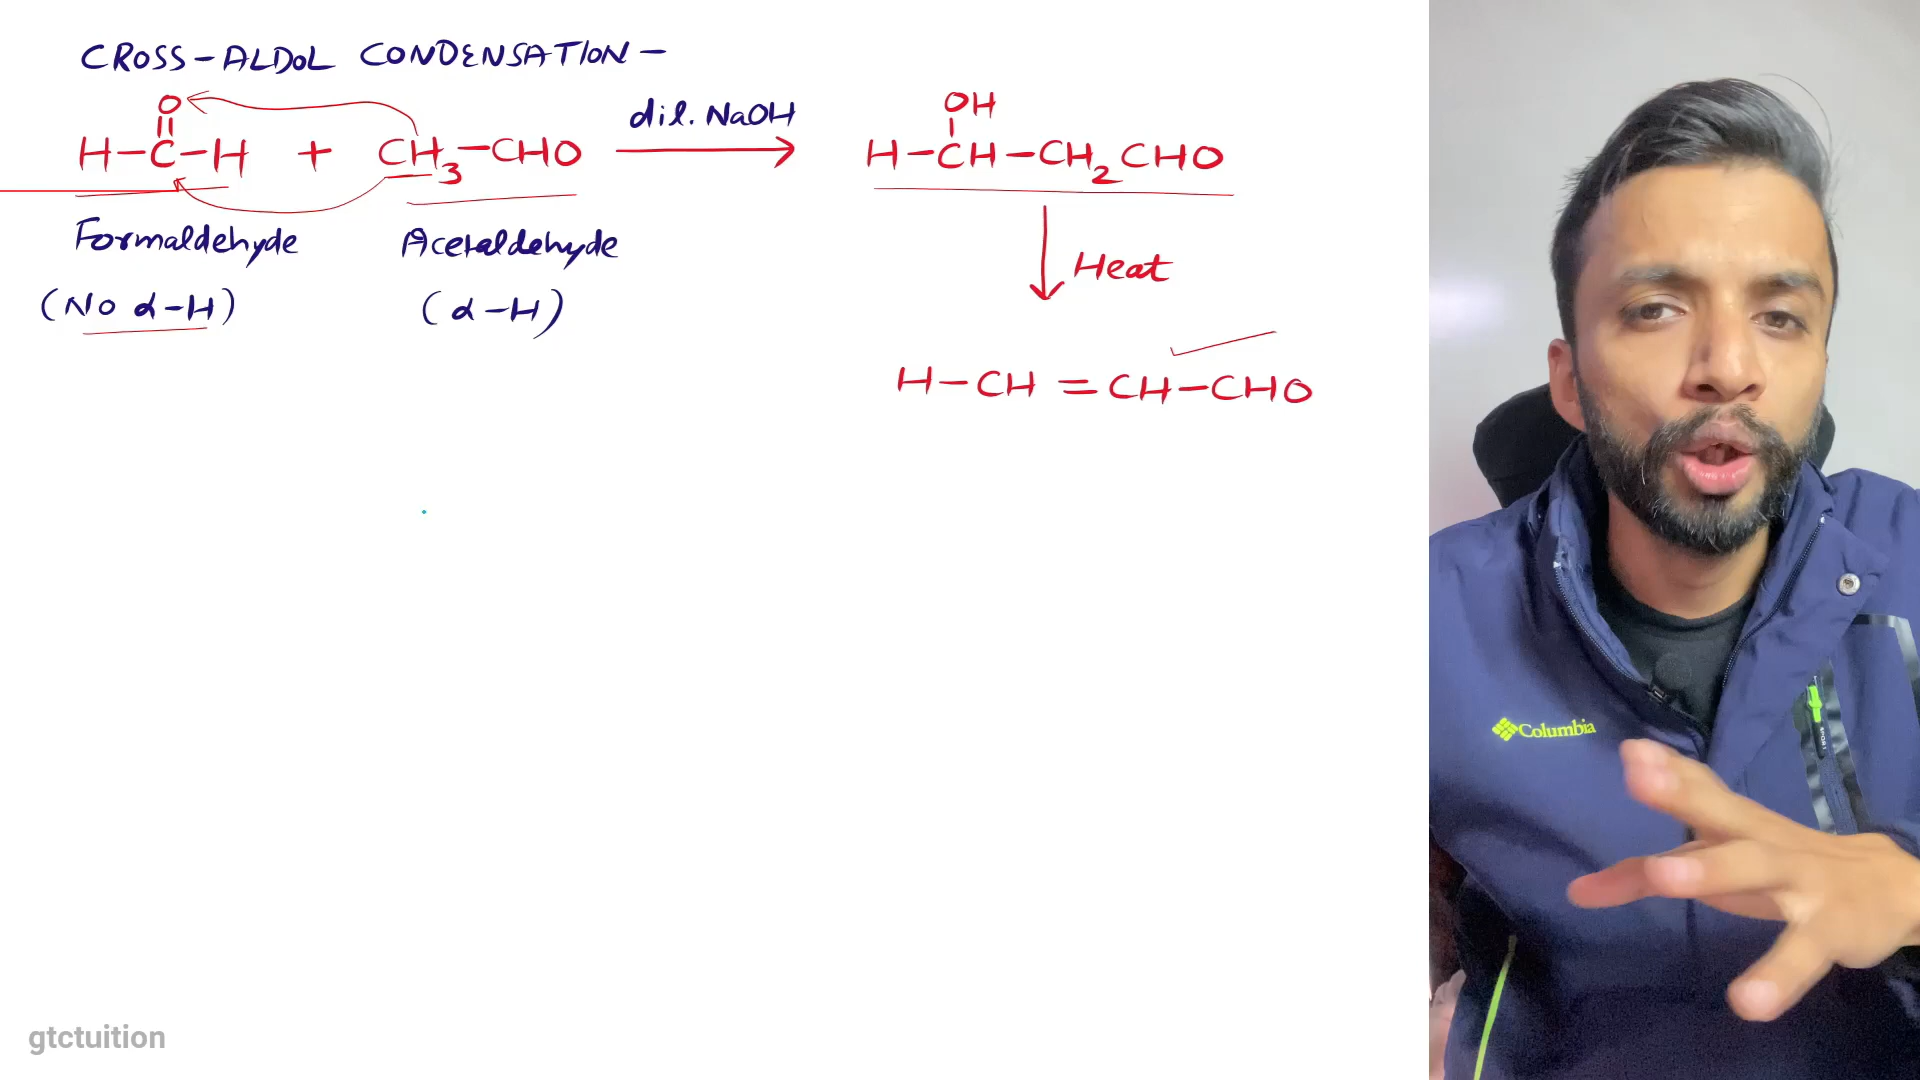 CROSS-ALDOL CONDENSATION-
O
||
H-C-H + CH3-CHO
dil. NaOH
OH
H-CH-CH2CHO
Formaldehyde
Acetaldehyde
Heat
(No α-H)
(α-H)
H-CH=CH-CHO
Columbia
gtctuition